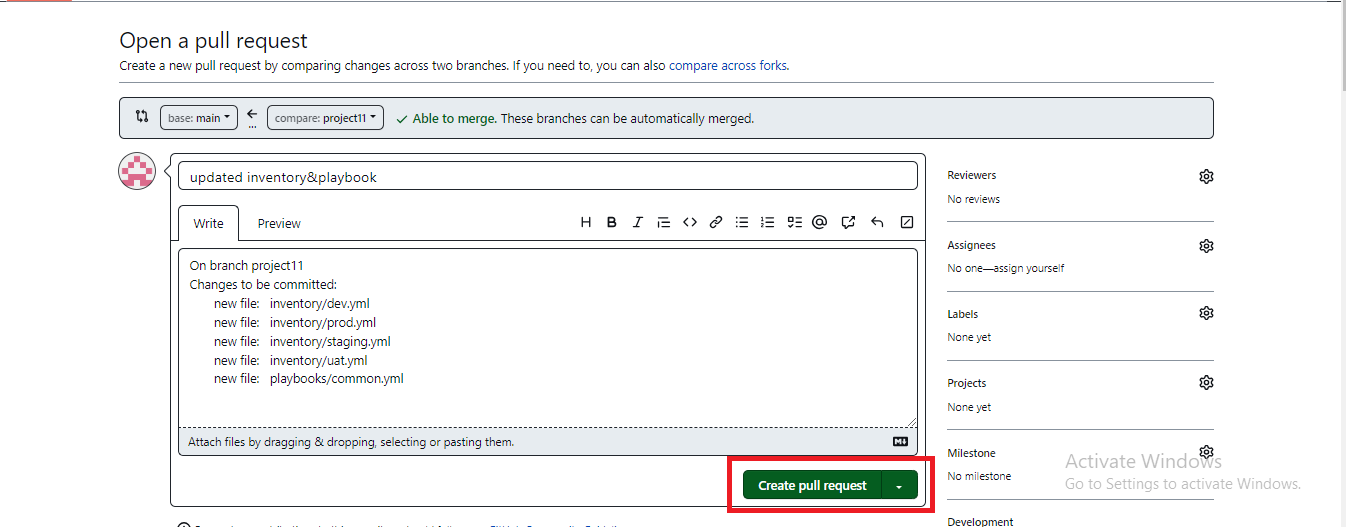 Open a pull request
Create a new pull request by comparing changes across two branches. If you need to, you can also compare across forks.
base: main
...
compare: project11
Able to merge. These branches can be automatically merged.
updated inventory&playbook
Write
Preview
H B I
On branch project11
Changes to be committed:
new file: inventory/dev.yml
new file: inventory/prod.yml
new file: inventory/staging.yml
new file: inventory/uat.yml
new file: playbooks/common.yml
Attach files by dragging & dropping, selecting or pasting them.
Create pull request
Reviewers
No reviews
Assignees
No one—assign yourself
Labels
None yet
Projects
None yet
Milestone
No milestone
Development
Activate Windows
Go to Settings to activate Windows.